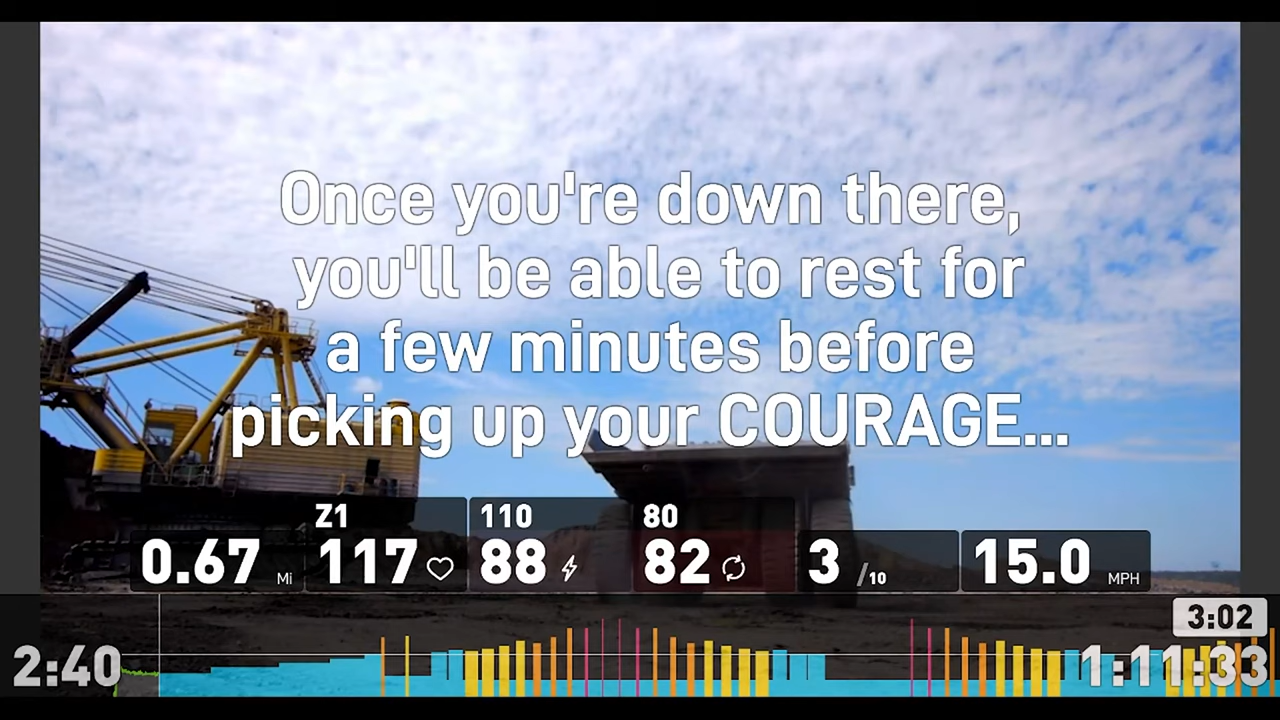 Once you're down there,
you'll be able to rest for
a few minutes before
picking up your COURAGE...
Z1 110 80
0.67 Mi 117 88 82 3 /10 15.0 MPH
3:02
2:40 1:11:33